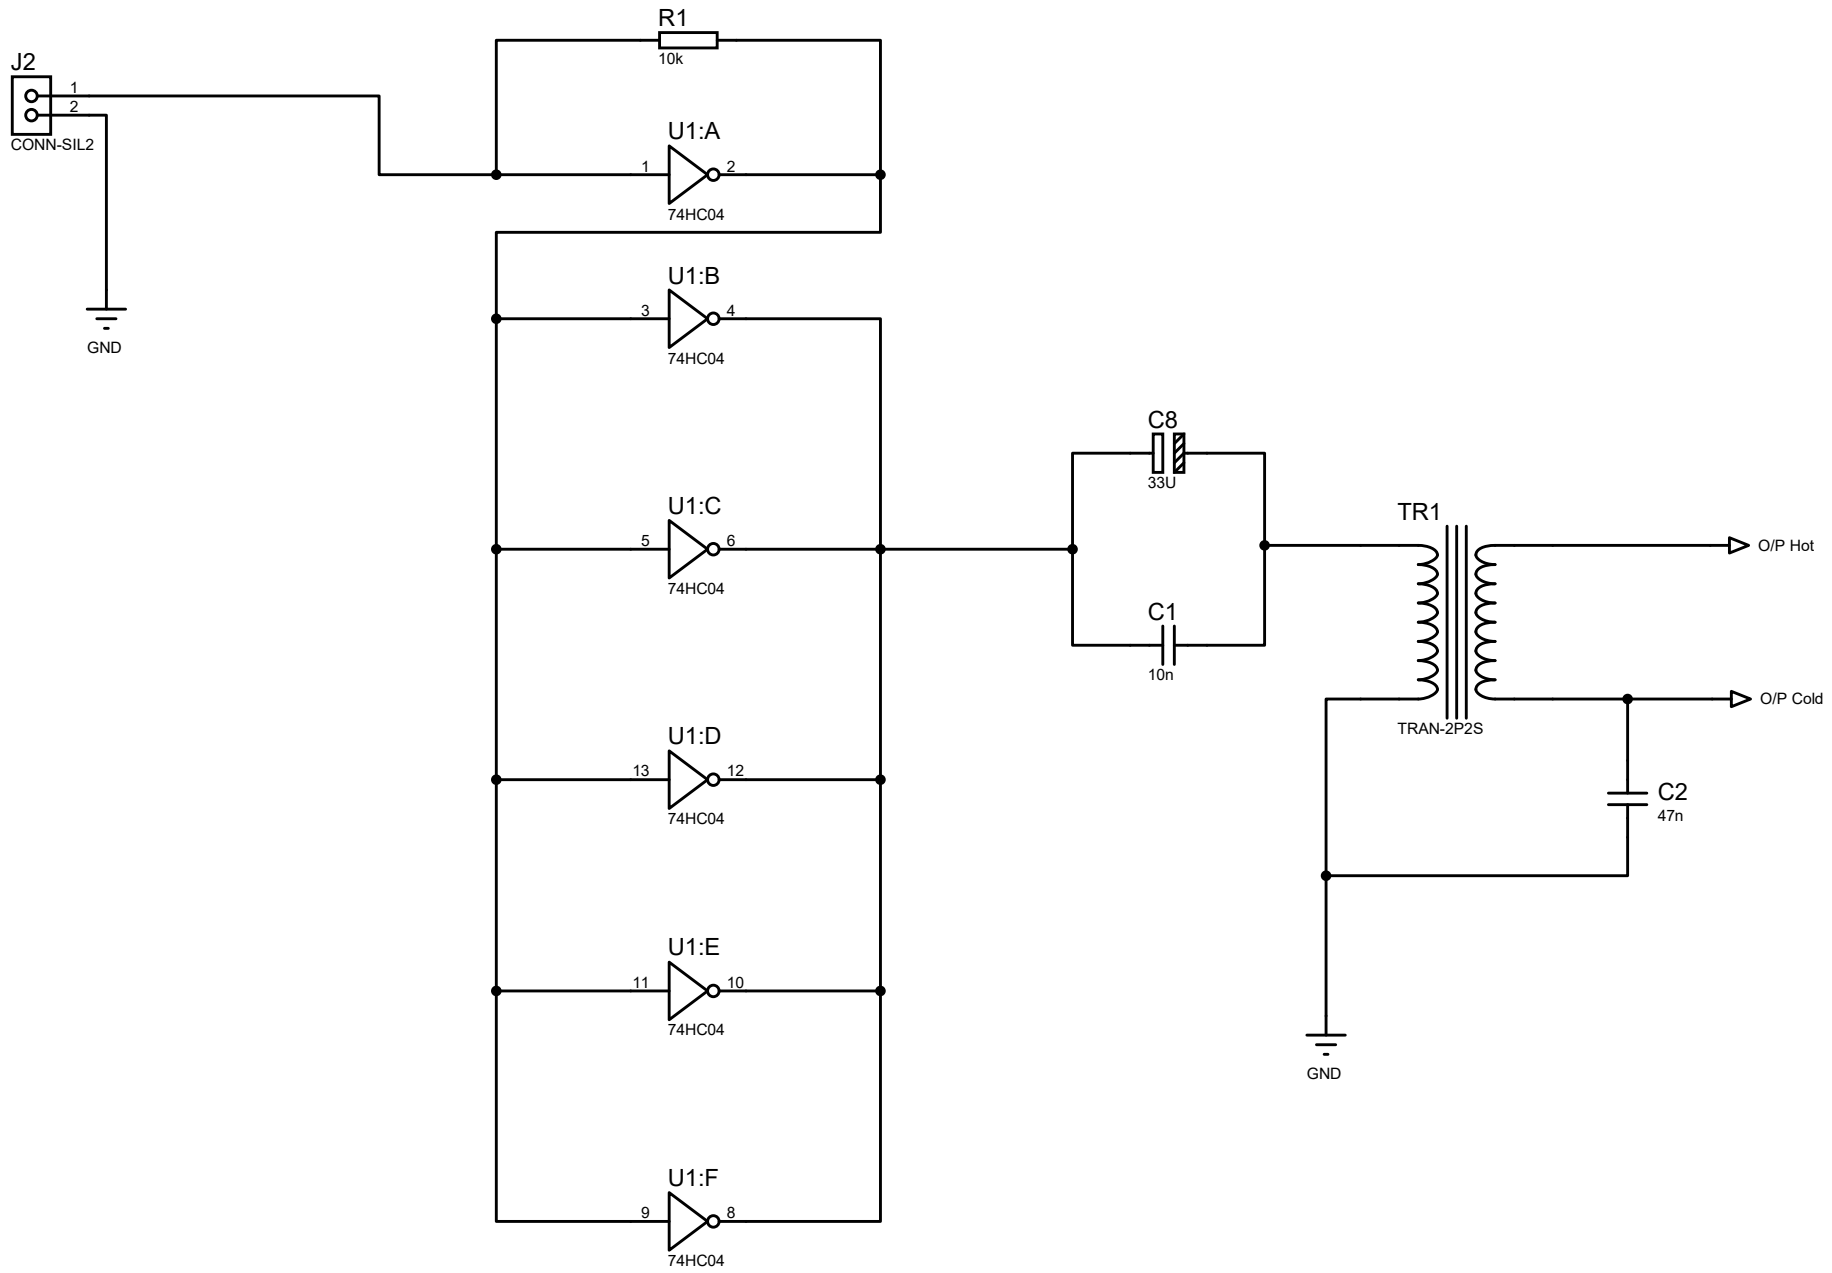 R1
10k
J2
1
2
CONN-SIL2
GND
U1:A
1
2
74HC04
U1:B
3
4
74HC04
U1:C
5
6
74HC04
U1:D
13
12
74HC04
U1:E
11
10
74HC04
U1:F
9
8
74HC04
C8
33U
C1
10n
TR1
TRAN-2P2S
O/P Hot
O/P Cold
C2
47n
GND